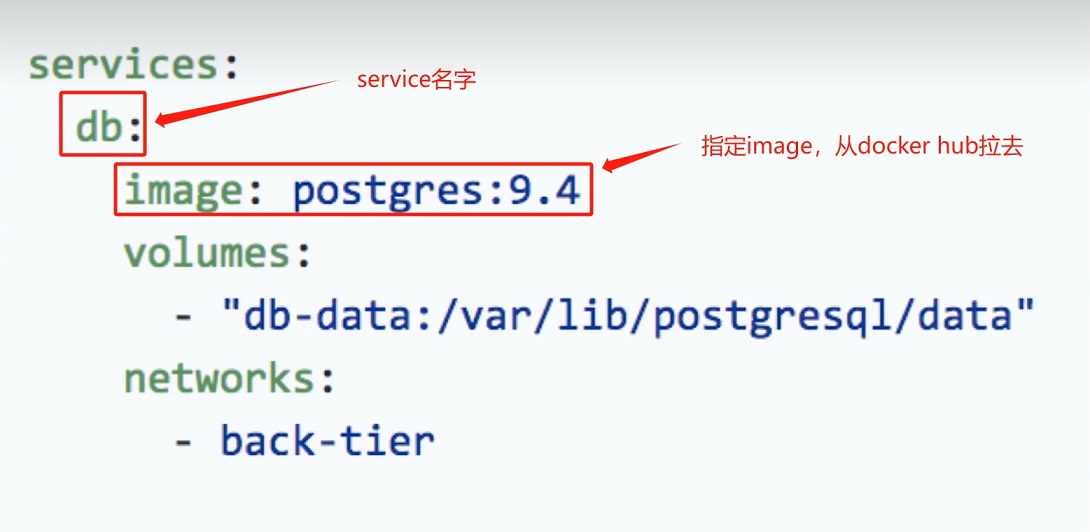 services:
service名字
db:
指定image，从docker hub拉去
image: postgres:9.4
volumes:
- "db-data:/var/lib/postgresql/data"
networks:
- back-tier